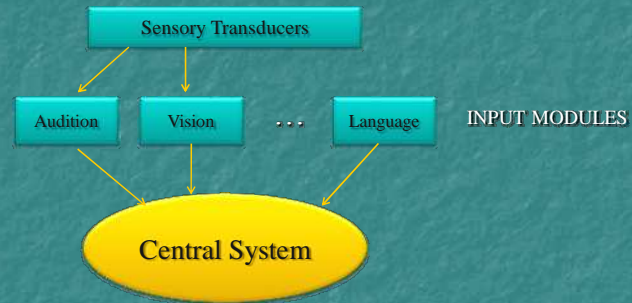 Sensory Transducers
Audition
Vision
...
Language
INPUT MODULES
Central System